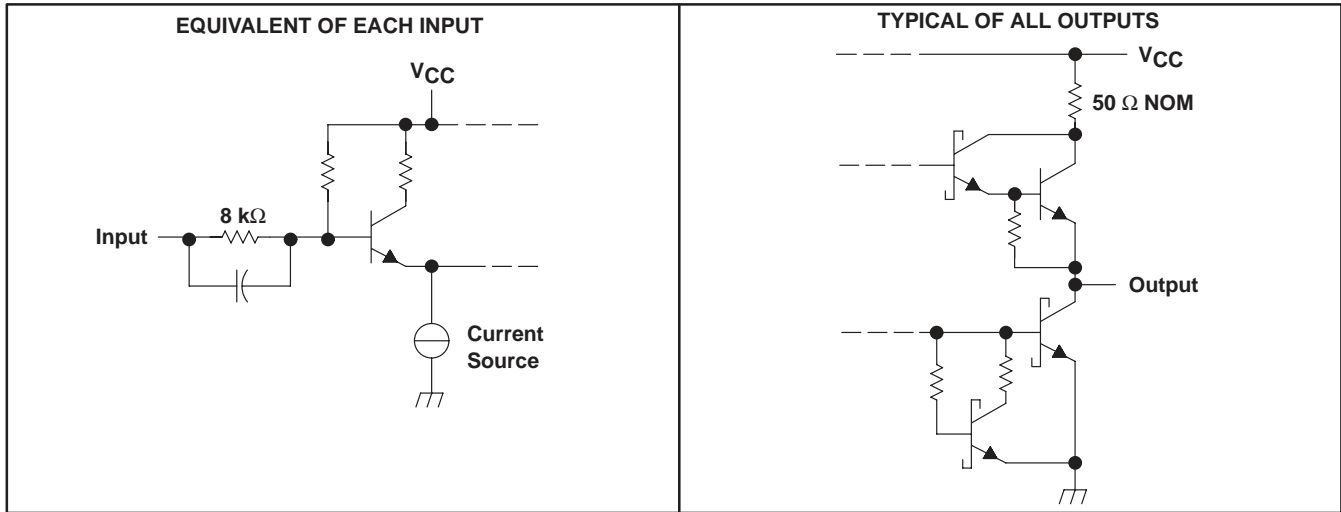 EQUIVALENT OF EACH INPUT
VCC
8 kΩ
Input
Current
Source
TYPICAL OF ALL OUTPUTS
VCC
50 Ω NOM
Output